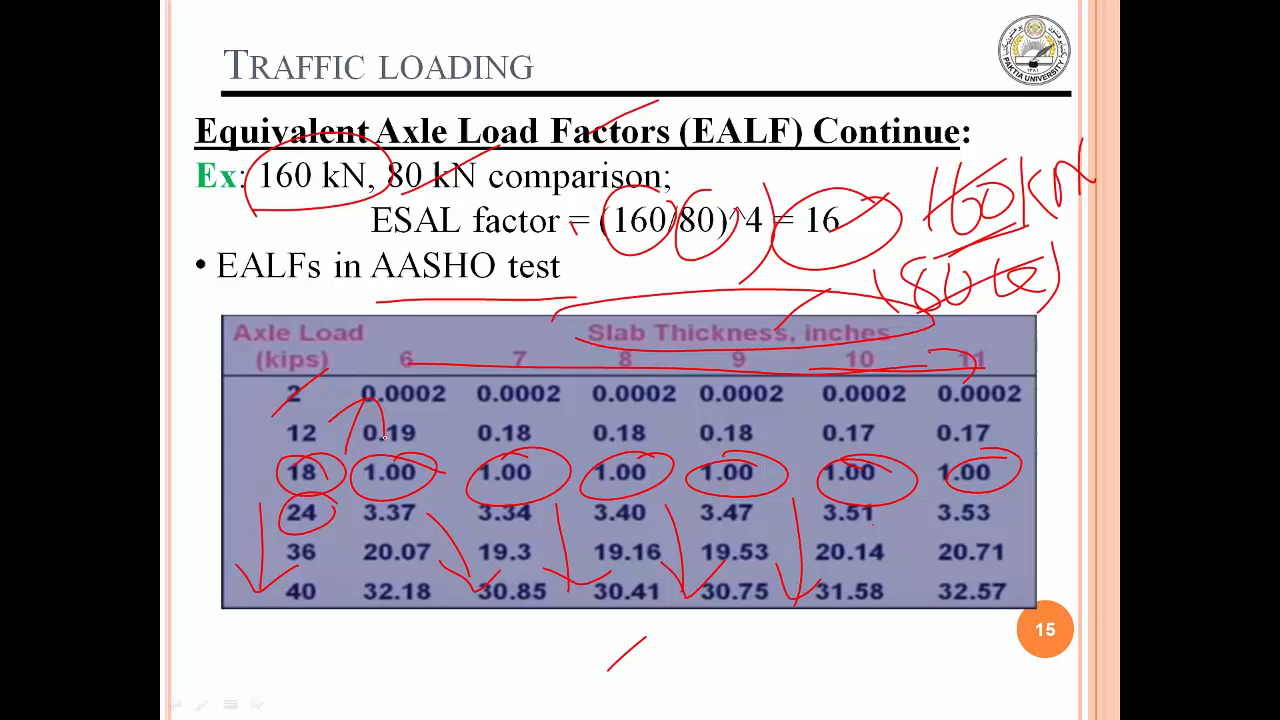 TRAFFIC LOADING
PAKTIA UNIVERSITY
Equivalent Axle Load Factors (EALF) Continue:
Ex: 160 kN, 80 kN comparison;
160 kN
ESAL factor = (160/80)^4 = 16
• EALFs in AASHO test
Axle Load Slab Thickness, inches
(kips) 6 7 8 9 10 11
2 0.0002 0.0002 0.0002 0.0002 0.0002 0.0002
12 0.19 0.18 0.18 0.18 0.17 0.17
18 1.00 1.00 1.00 1.00 1.00 1.00
24 3.37 3.34 3.40 3.47 3.51 3.53
36 20.07 19.3 19.16 19.53 20.14 20.71
40 32.18 30.85 30.41 30.75 31.58 32.57
15